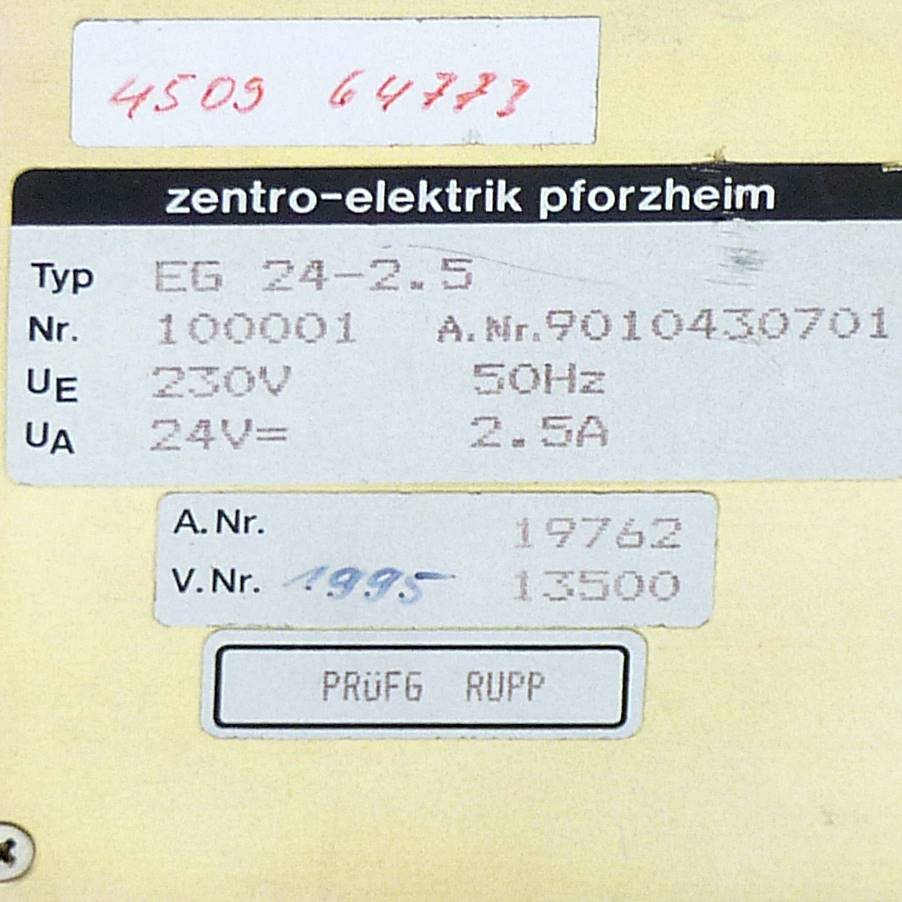 4509 64773
zentro-elektrik pforzheim
Typ EG 24-2.5
Nr. 100001 A.Nr.9010430701
UE 230V 50Hz
UA 24V= 2.5A
A.Nr. 19762
V.Nr. 1995 13500
PRüFG RUPP